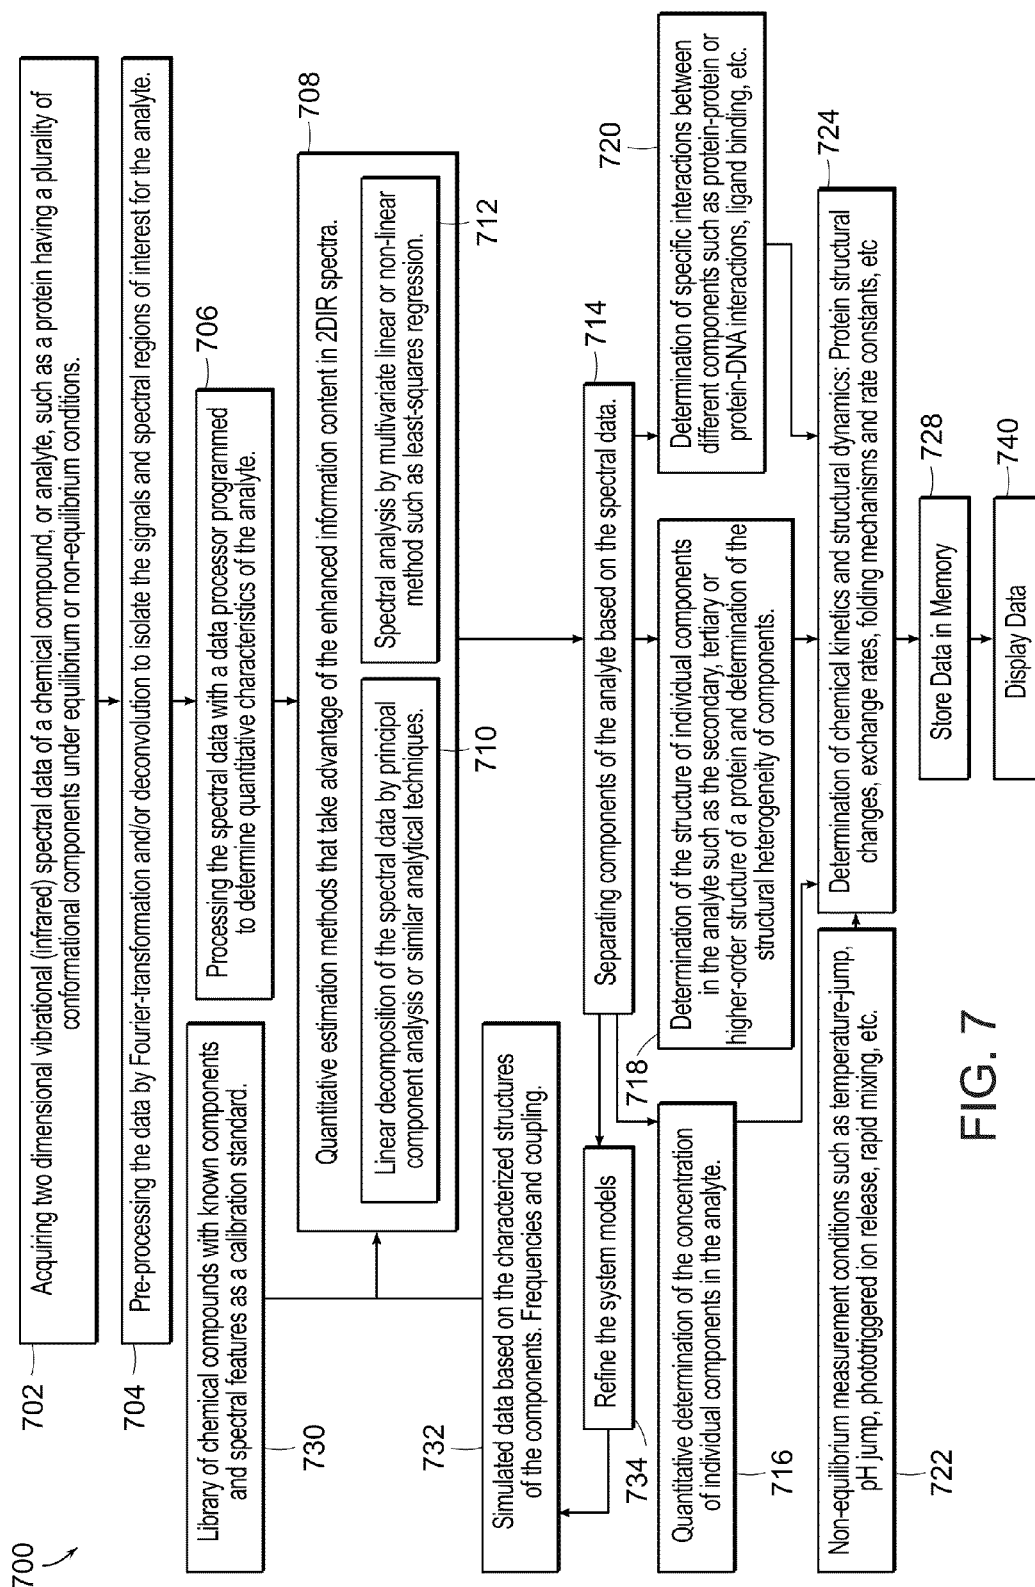 700
702
Acquiring two dimensional vibrational (infrared) spectral data of a chemical compound, or analyte, such as a protein having a plurality of
conformational components under equilibrium or non-equilibrium conditions.
704
Pre-processing the data by Fourier-transformation and/or deconvolution to isolate the signals and spectral regions of interest for the analyte.
706
Processing the spectral data with a data processor programmed
to determine quantitative characteristics of the analyte.
730
Library of chemical compounds with known components
and spectral features as a calibration standard.
708
Quantitative estimation methods that take advantage of the enhanced information content in 2DIR spectra.
710
Linear decomposition of the spectral data by principal
component analysis or similar analytical techniques.
712
Spectral analysis by multivariate linear or non-linear
method such as least-squares regression.
732
Simulated data based on the characterized structures
of the components. Frequencies and coupling.
714
Separating components of the analyte based on the spectral data.
734
Refine the system models
716
Quantitative determination of the concentration
of individual components in the analyte.
718
Determination of the structure of individual components
in the analyte such as the secondary, tertiary or
higher-order structure of a protein and determination of the
structural heterogeneity of components.
720
Determination of specific interactions between
different components such as protein-protein or
protein-DNA interactions, ligand binding, etc.
722
Non-equilibrium measurement conditions such as temperature-jump,
pH jump, phototriggered ion release, rapid mixing, etc.
724
Determination of chemical kinetics and structural dynamics: Protein structural
changes, exchange rates, folding mechanisms and rate constants, etc
728
Store Data in Memory
740
Display Data
FIG. 7